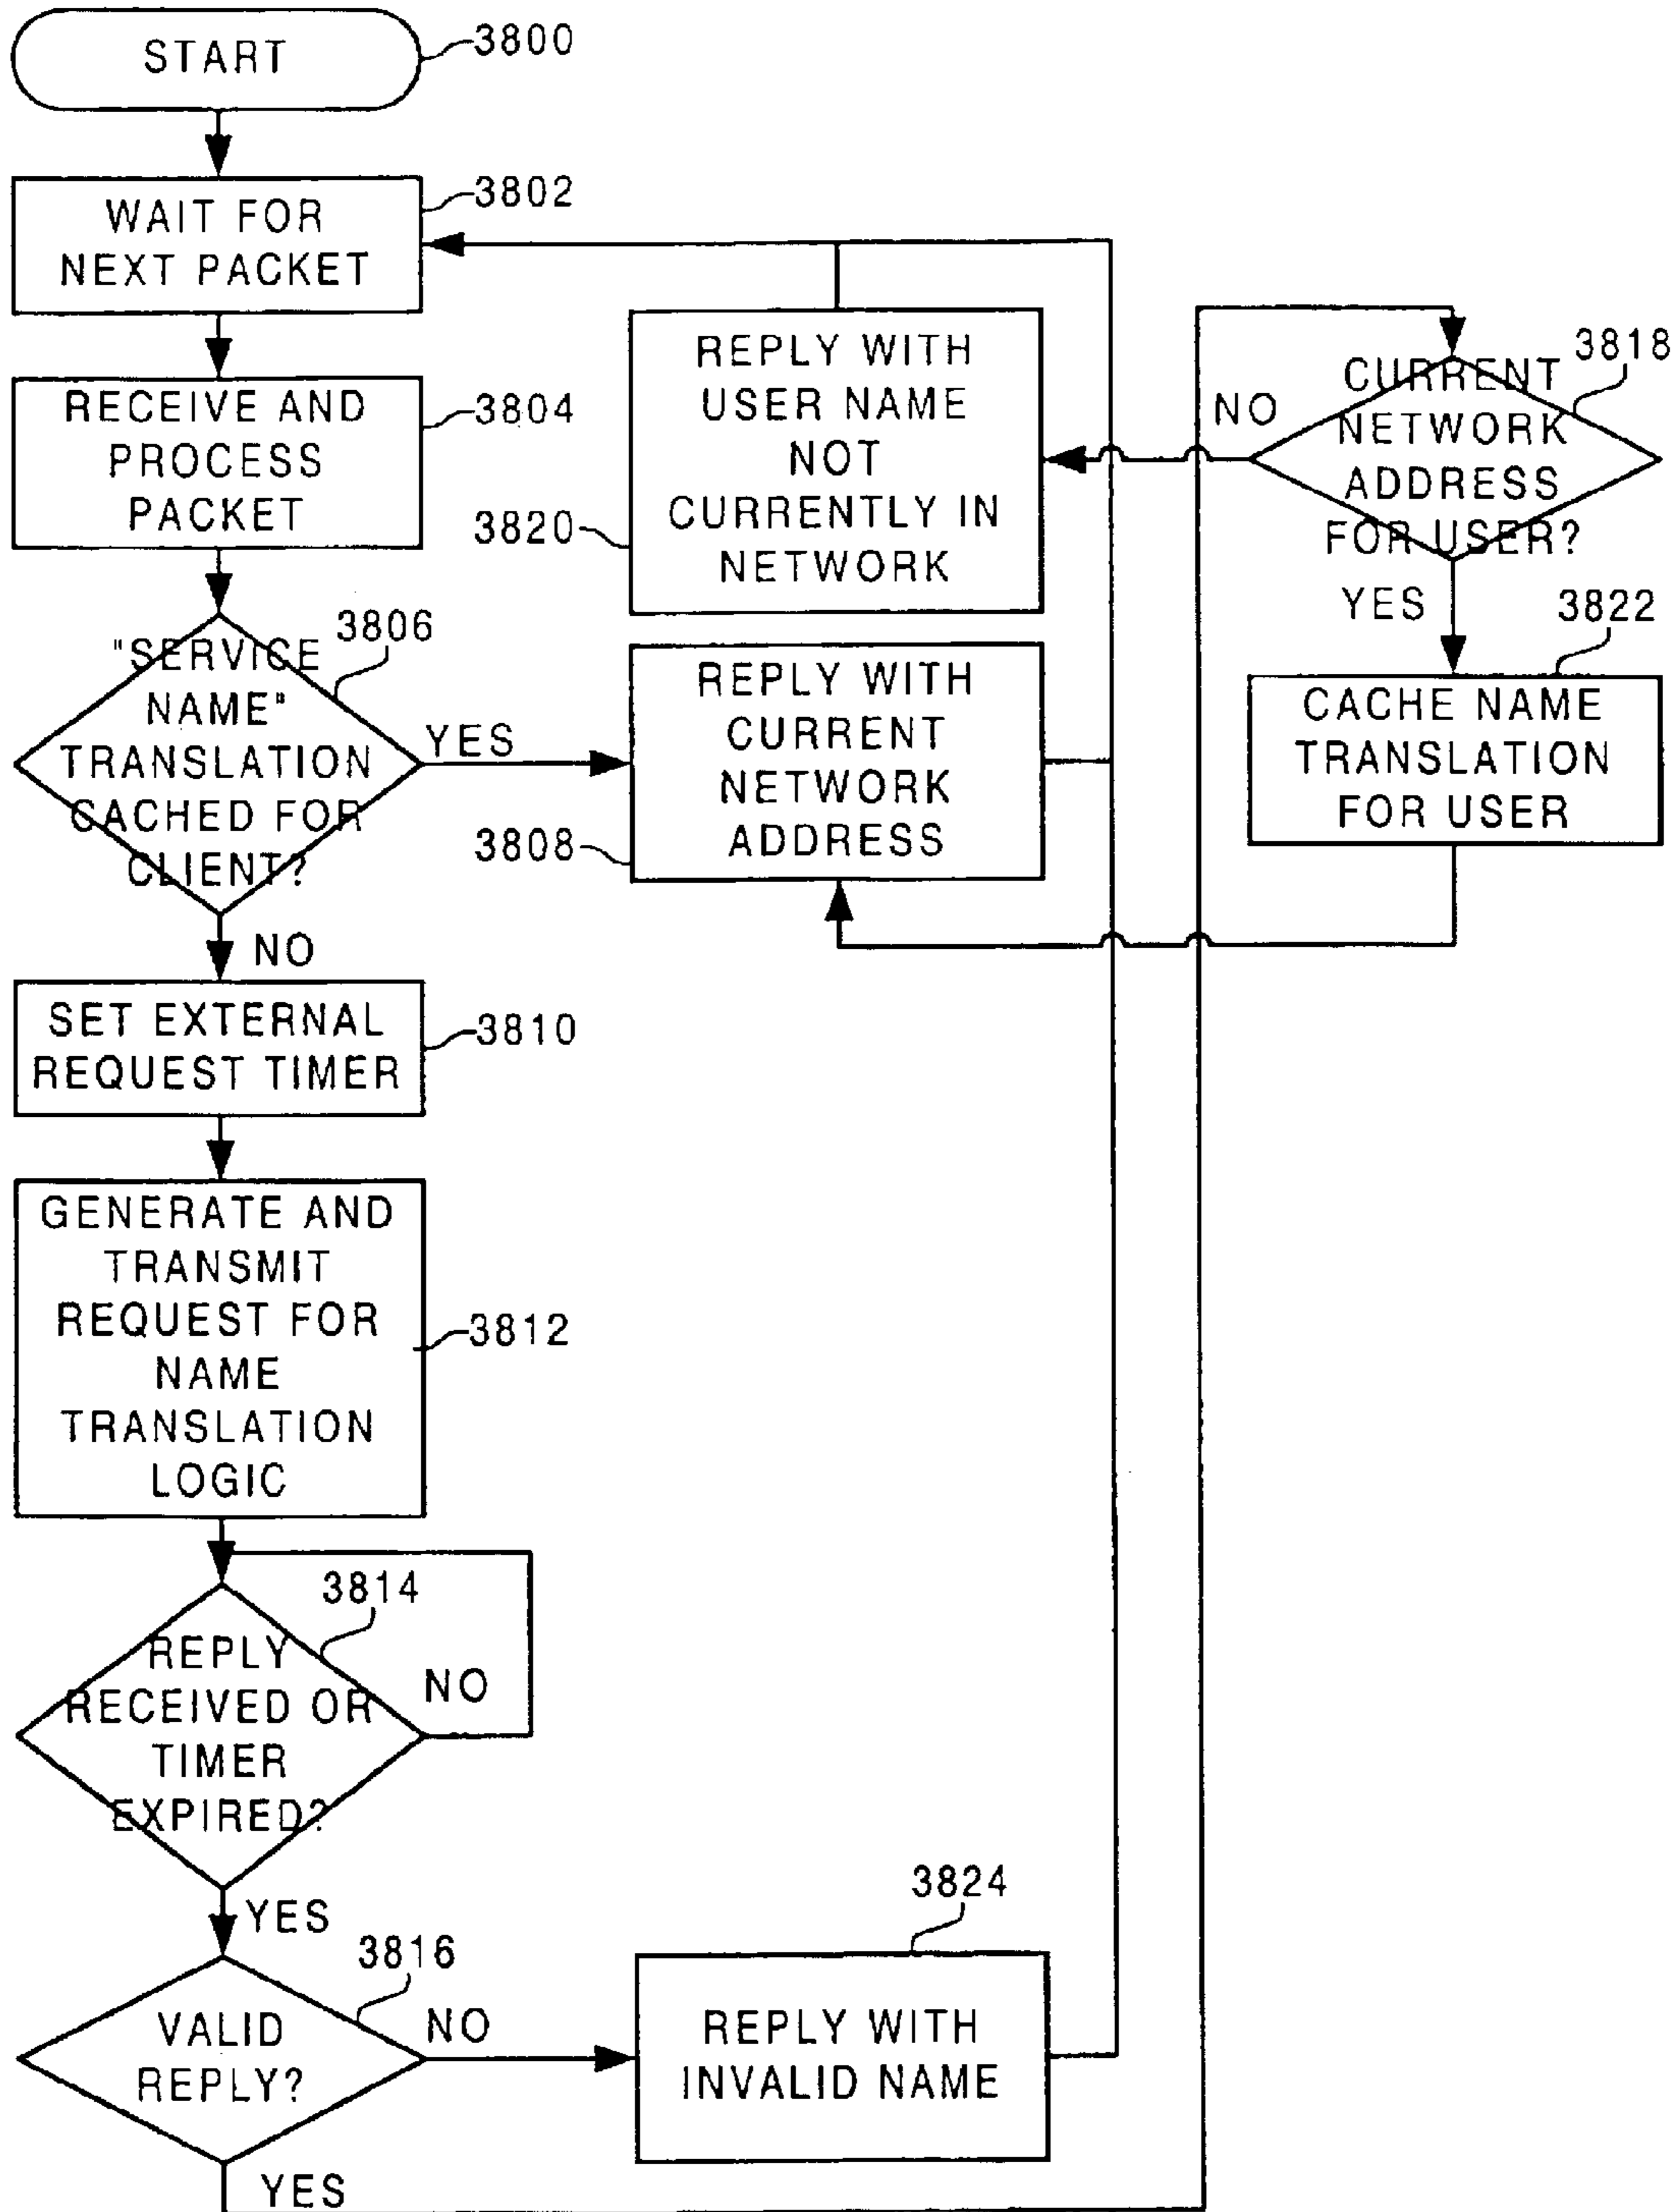 START
3800
WAIT FOR
NEXT PACKET
3802
RECEIVE AND
PROCESS
PACKET
3804
"SERVICE
NAME"
TRANSLATION
CACHED FOR
CLIENT?
3806
YES
NO
REPLY WITH
CURRENT
NETWORK
ADDRESS
3808
SET EXTERNAL
REQUEST TIMER
3810
GENERATE AND
TRANSMIT
REQUEST FOR
NAME
TRANSLATION
LOGIC
3812
REPLY
RECEIVED OR
TIMER
EXPIRED?
3814
NO
YES
VALID
REPLY?
3816
NO
YES
REPLY WITH
INVALID NAME
3824
CURRENT
NETWORK
ADDRESS
FOR USER?
3818
NO
YES
REPLY WITH
USER NAME
NOT
CURRENTLY IN
NETWORK
3820
CACHE NAME
TRANSLATION
FOR USER
3822